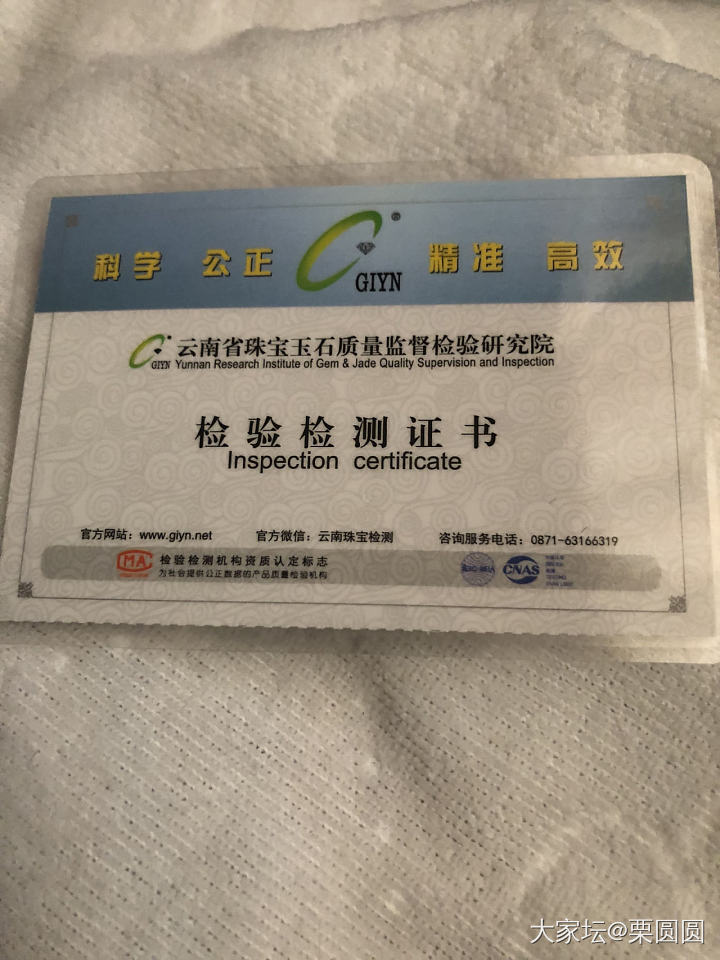 科学 公正 GIYN 精准 高效
GIYN 云南省珠宝玉石质量监督检验研究院
Yunnan Research Institute of Gem & Jade Quality Supervision and Inspection
检验检测证书
Inspection certificate
官方网站：www.giyn.net 官方微信：云南珠宝检测 咨询服务电话：0871-63166319
MA 检验检测机构资质认定标志 CNAS
为社会提供公正数据的产品质量检验机构
大家坛@栗圆圆